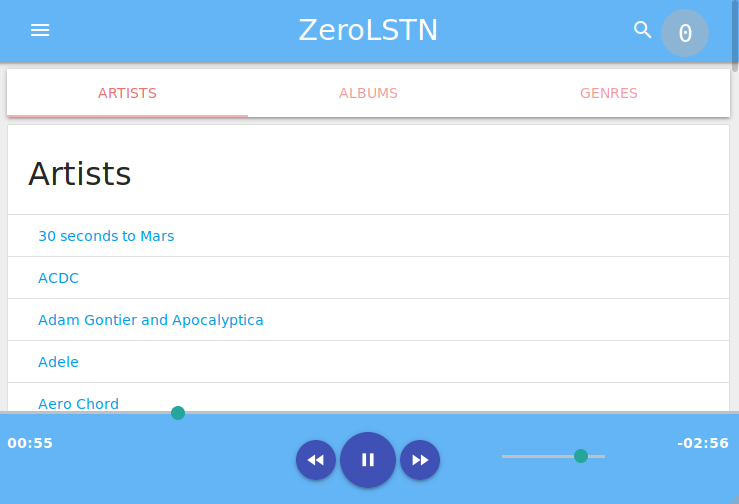 ZeroLSTN
0
ARTISTS
ALBUMS
GENRES
Artists
30 seconds to Mars
ACDC
Adam Gontier and Apocalyptica
Adele
Aero Chord
00:55
-02:56